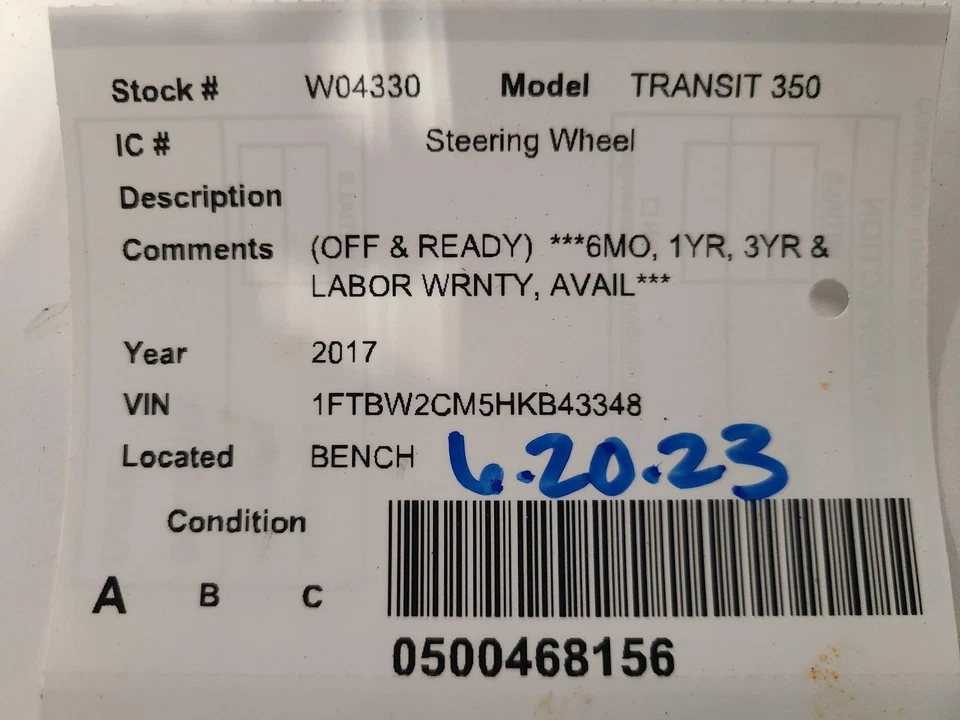 Stock # W04330 Model TRANSIT 350
IC # Steering Wheel
Description
Comments (OFF & READY) ***6MO, 1YR, 3YR &
LABOR WRNTY, AVAIL***
Year 2017
VIN 1FTBW2CM5HKB43348
Located BENCH 6.20.23
Condition
A B C
0500468156